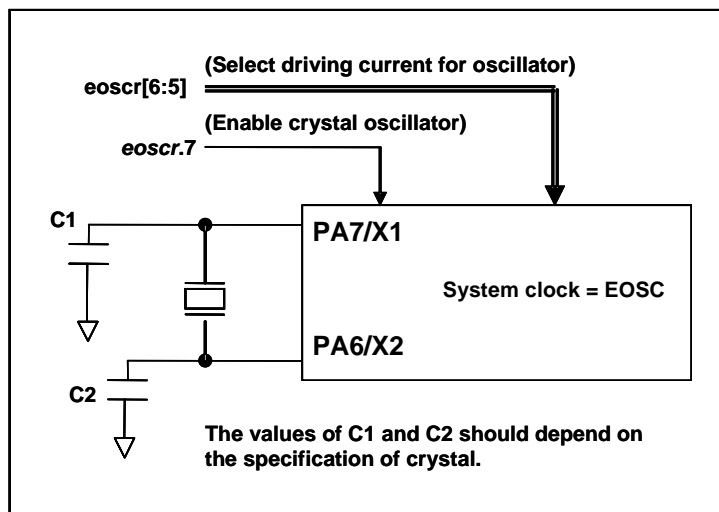 (Select driving current for oscillator)
eoscr[6:5]
(Enable crystal oscillator)
eoscr.7
C1
PA7/X1
System clock = EOSC
PA6/X2
C2
The values of C1 and C2 should depend on
the specification of crystal.